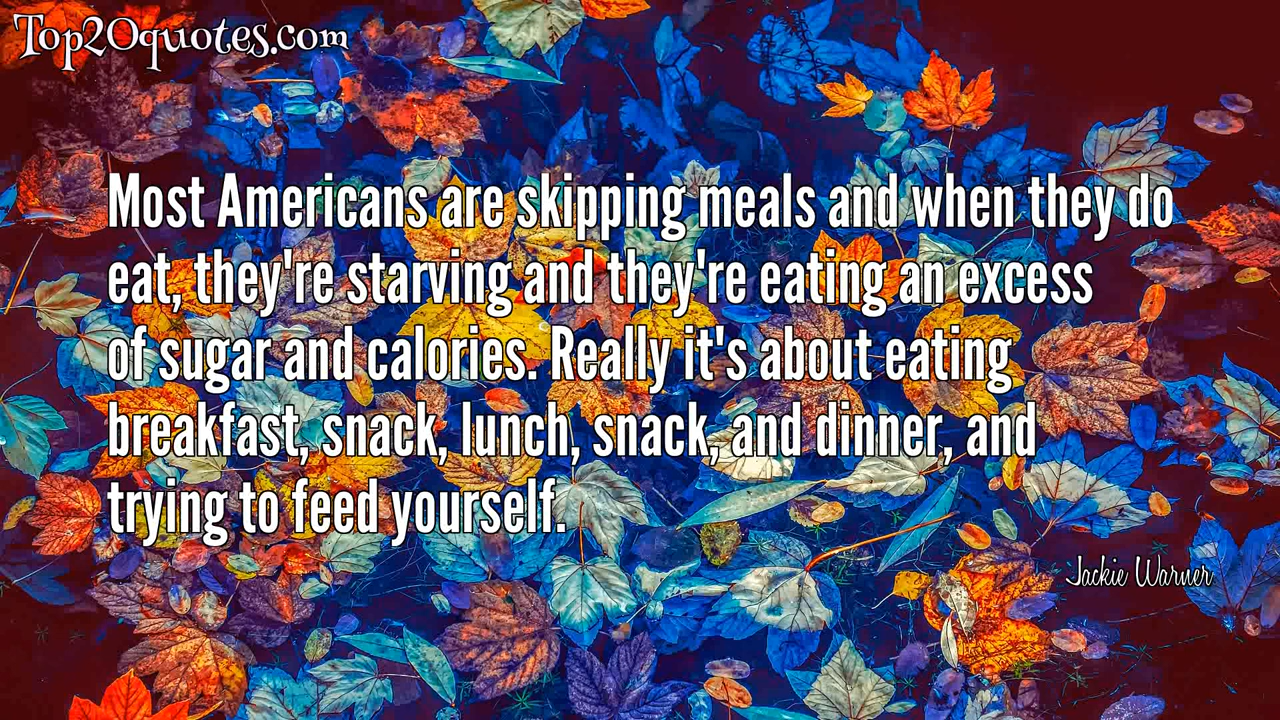 Top20quotes.com
Most Americans are skipping meals and when they do
eat, they're starving and they're eating an excess
of sugar and calories. Really it's about eating
breakfast, snack, lunch, snack, and dinner, and
trying to feed yourself.
Jackie Warner